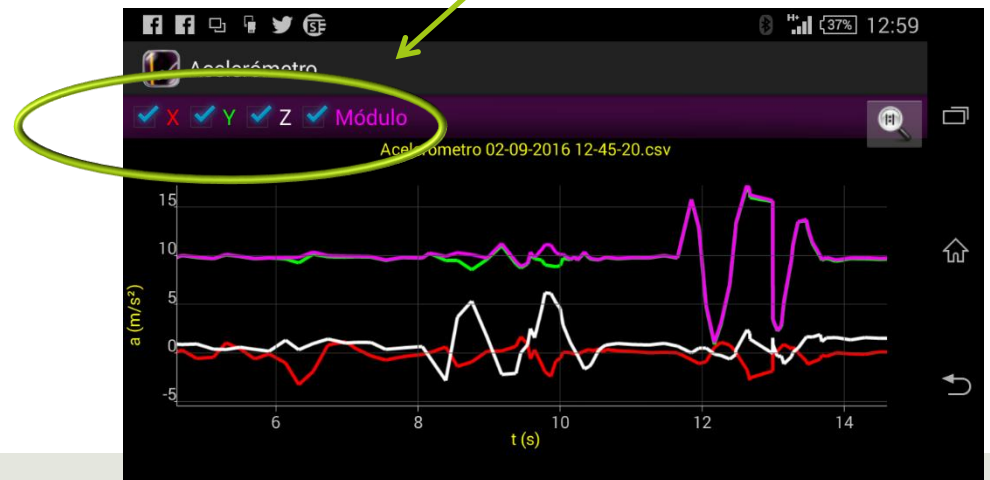 37% 12:59
Acelerómetro
X Y Z Módulo
Acelerometro 02-09-2016 12-45-20.csv
15
10
5
0
-5
a (m/s²)
6 8 10 12 14
t (s)